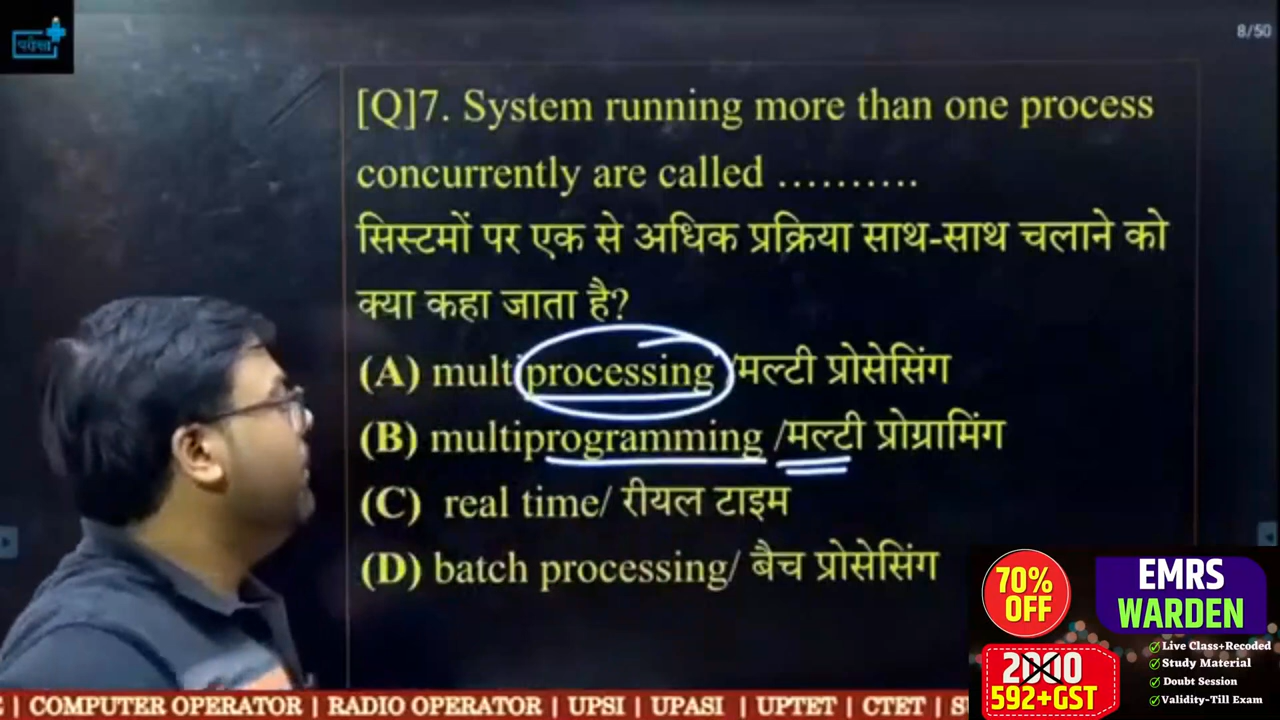 परीक्षा
8/50
[Q]7. System running more than one process
concurrently are called ……….
सिस्टमों पर एक से अधिक प्रक्रिया साथ-साथ चलाने को
क्या कहा जाता है?
(A) multiprocessing /मल्टी प्रोसेसिंग
(B) multiprogramming /मल्टी प्रोग्रामिंग
(C) real time/ रीयल टाइम
(D) batch processing/ बैच प्रोसेसिंग
70%
OFF
EMRS
WARDEN
2000
592+GST
Live Class+Recoded
Study Material
Doubt Session
Validity-Till Exam
| COMPUTER OPERATOR | RADIO OPERATOR | UPSI | UPASI | UPTET | CTET |